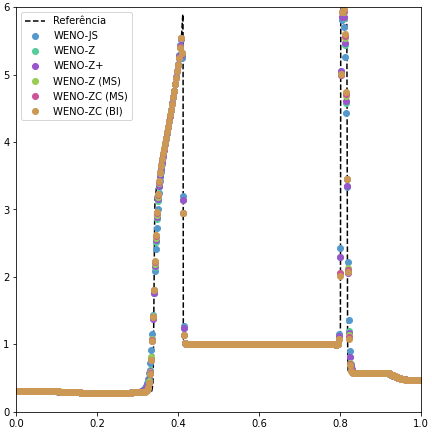 6
5
4
3
2
1
0
Referência
WENO-JS
WENO-Z
WENO-Z+
WENO-Z (MS)
WENO-ZC (MS)
WENO-ZC (BI)
0.0 0.2 0.4 0.6 0.8 1.0